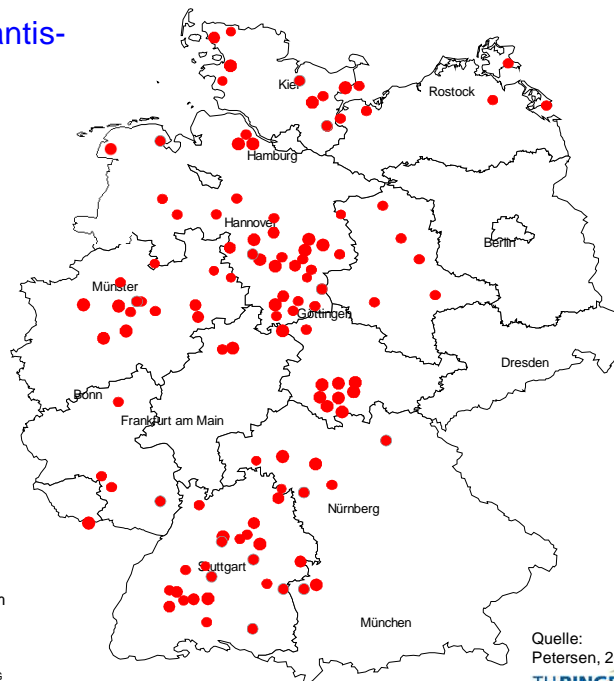 antis-
Kiel
Rostock
Hamburg
Hannover
Berlin
Münster
Göttingen
Dresden
Bonn
Frankfurt am Main
Nürnberg
Stuttgart
München
Quelle:
Petersen, 2